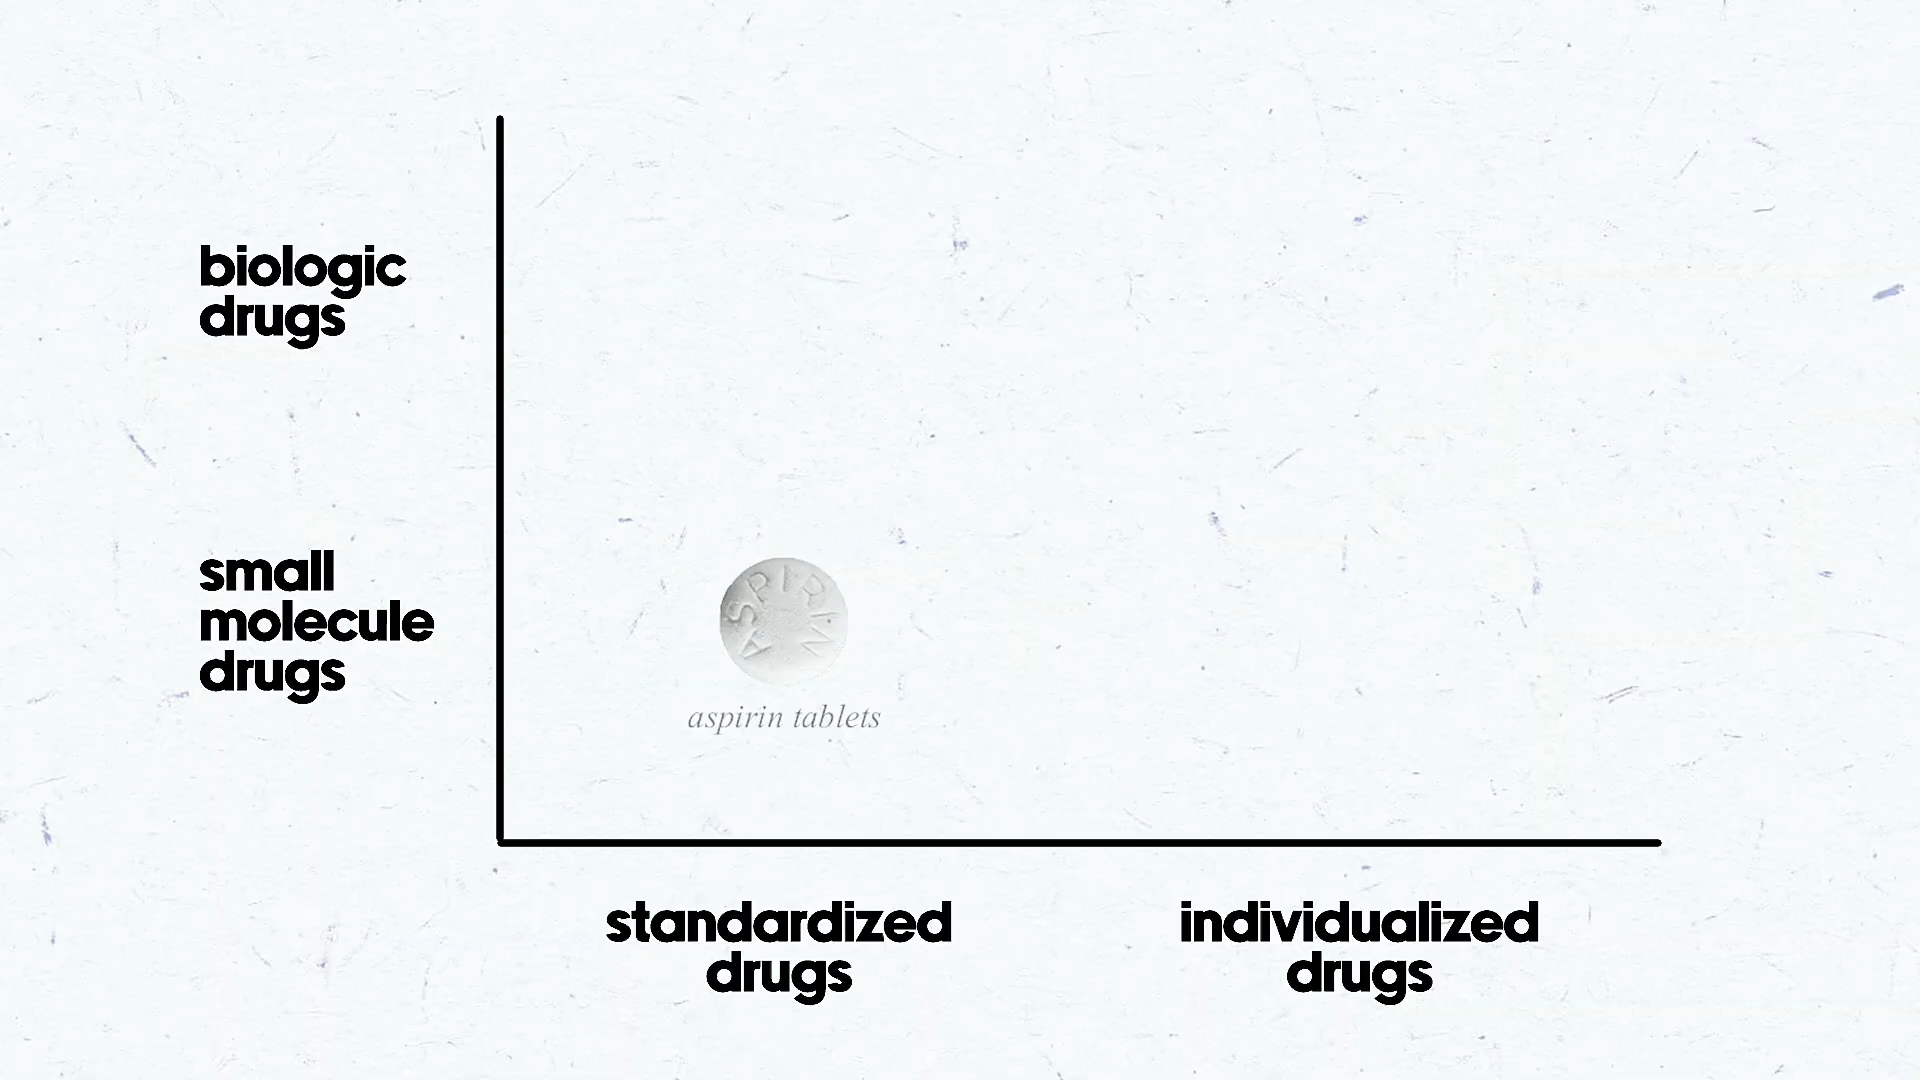 biologic
drugs
small
molecule
drugs
ASPIRIN
aspirin tablets
standardized
drugs
individualized
drugs